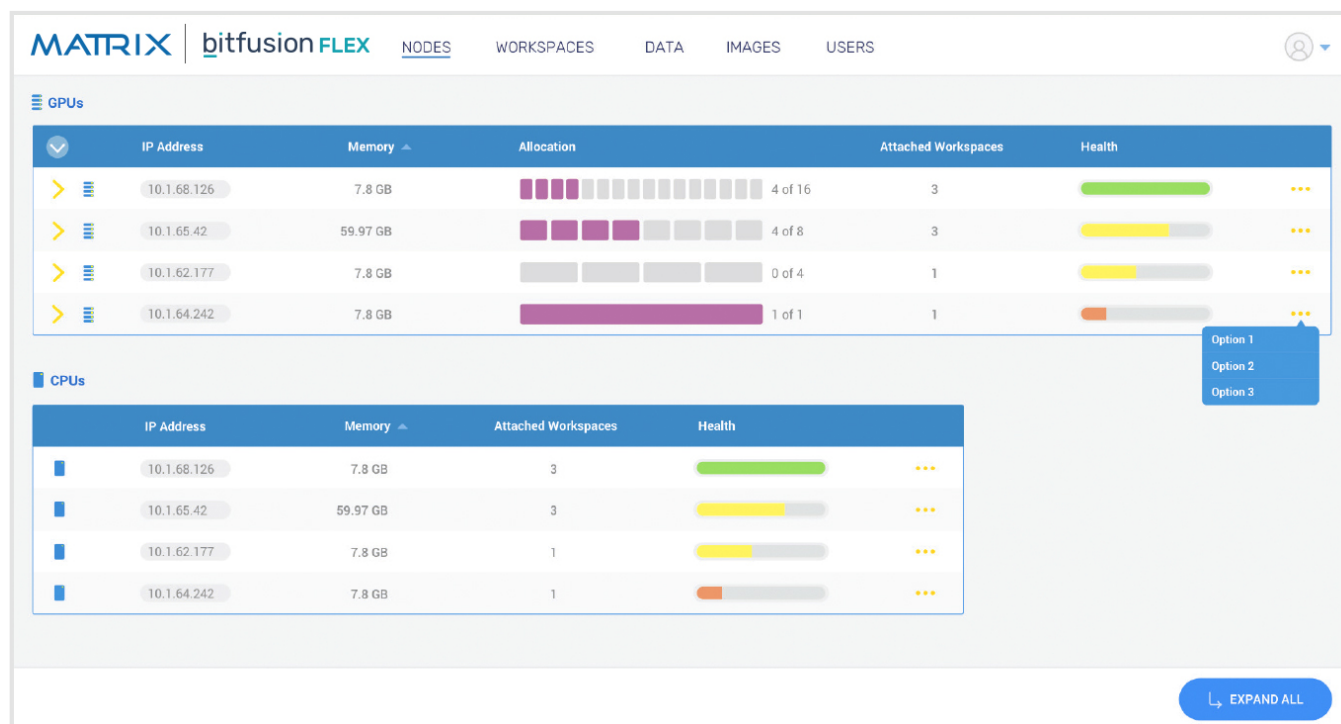 MATRIX bitfusion FLEX NODES WORKSPACES DATA IMAGES USERS
GPUs
IP Address Memory Allocation Attached Workspaces Health
10.1.68.126 7.8 GB 4 of 16 3
10.1.65.42 59.97 GB 4 of 8 3
10.1.62.177 7.8 GB 0 of 4 1
10.1.64.242 7.8 GB 1 of 1 1
Option 1
Option 2
Option 3
CPUs
IP Address Memory Attached Workspaces Health
10.1.68.126 7.8 GB 3
10.1.65.42 59.97 GB 3
10.1.62.177 7.8 GB 1
10.1.64.242 7.8 GB 1
EXPAND ALL